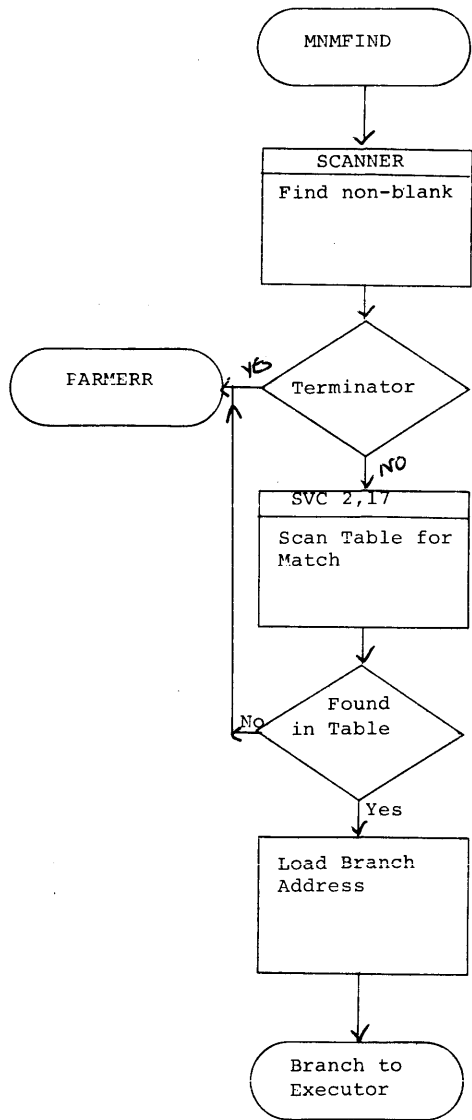 MNMFIND
SCANNER
Find non-blank
YES
PARMERR
Terminator
NO
SVC 2,17
Scan Table for
Match
Found
No
in Table
Yes
Load Branch
Address
Branch to
Executor